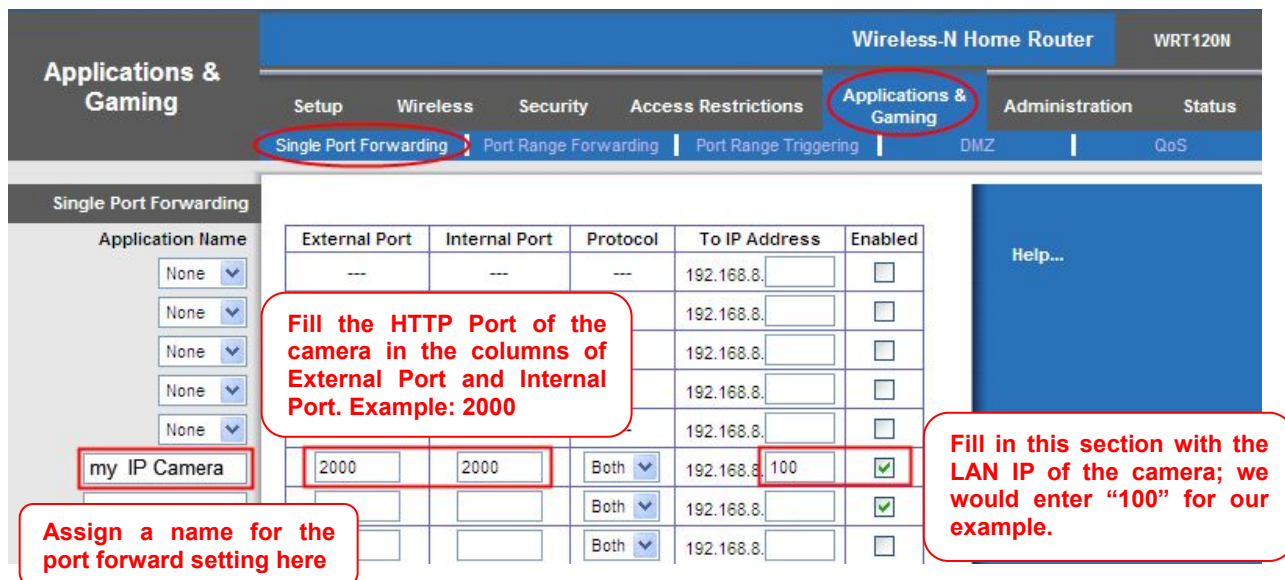 Wireless-N Home Router WRT120N
Applications &
Gaming
Setup Wireless Security Access Restrictions Applications & Gaming Administration Status
Single Port Forwarding Port Range Forwarding Port Range Triggering DMZ QoS
Single Port Forwarding
Application Name External Port Internal Port Protocol To IP Address Enabled
Help...
None --- --- --- 192.168.8.
None 192.168.8.
None 192.168.8.
None 192.168.8.
None - 192.168.8.
Fill the HTTP Port of the
camera in the columns of
External Port and Internal
Port. Example: 2000
my IP Camera 2000 2000 Both 192.168.8. 100
Both 192.168.8.
Both 192.168.8.
Fill in this section with the
LAN IP of the camera; we
would enter “100” for our
example.
Assign a name for the
port forward setting here